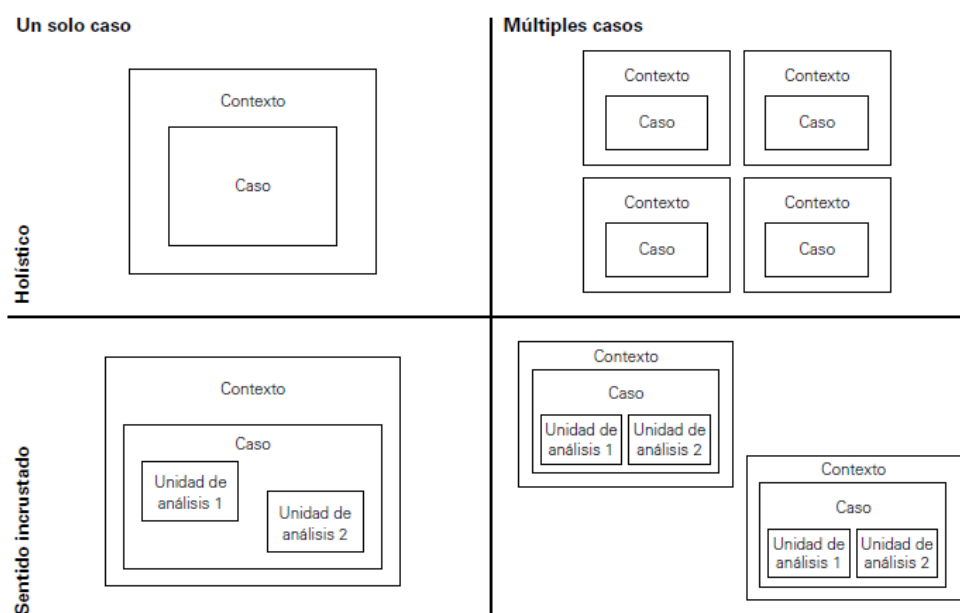 Un solo caso
Múltiples casos
Holístico
Contexto
Caso
Contexto
Caso
Contexto
Caso
Contexto
Caso
Contexto
Caso
Sentido incrustado
Contexto
Caso
Unidad de
análisis 1
Unidad de
análisis 2
Contexto
Caso
Unidad de
análisis 1
Unidad de
análisis 2
Contexto
Caso
Unidad de
análisis 1
Unidad de
análisis 2